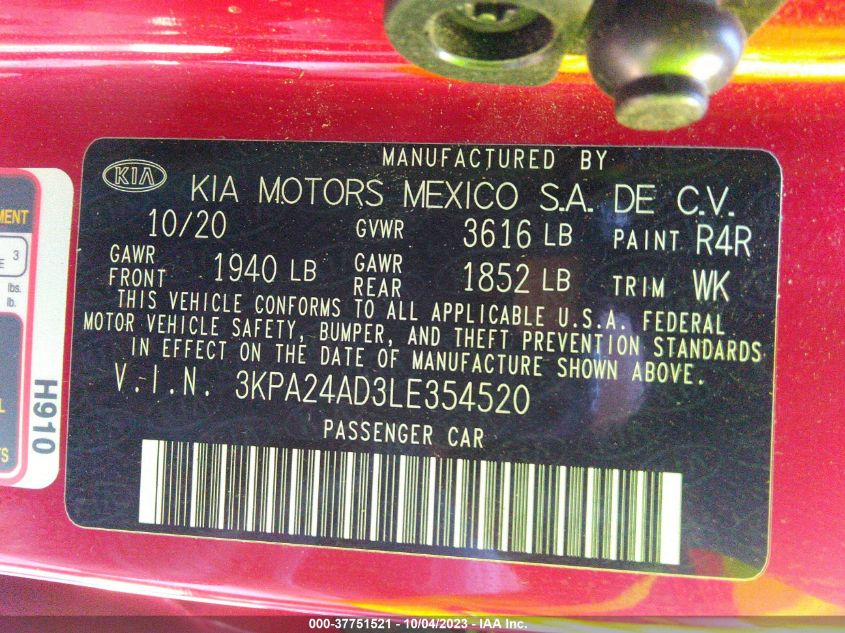 MANUFACTURED BY
KIA KIA MOTORS MEXICO S.A. DE C.V.
10/20 GVWR 3616 LB PAINT R4R
GAWR FRONT 1940 LB GAWR REAR 1852 LB TRIM WK
THIS VEHICLE CONFORMS TO ALL APPLICABLE U.S.A. FEDERAL
MOTOR VEHICLE SAFETY, BUMPER, AND THEFT PREVENTION STANDARDS
IN EFFECT ON THE DATE OF MANUFACTURE SHOWN ABOVE.
V.I.N. 3KPA24AD3LE354520
PASSENGER CAR
3
lbs.
lb.
H910
000-37751521 - 10/04/2023 - IAA Inc.